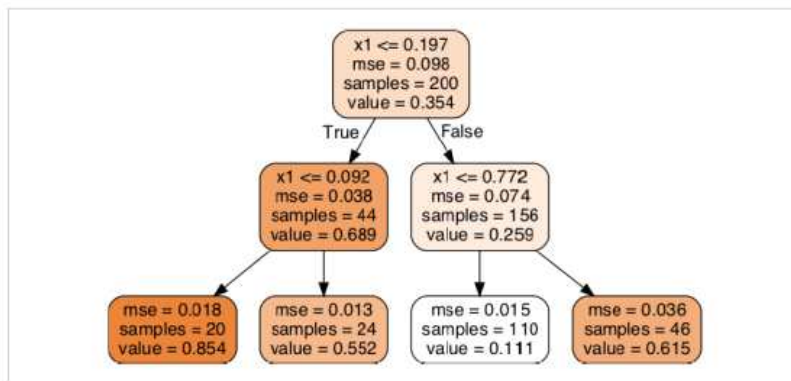 x1 <= 0.197
mse = 0.098
samples = 200
value = 0.354
True
False
x1 <= 0.092
mse = 0.038
samples = 44
value = 0.689
x1 <= 0.772
mse = 0.074
samples = 156
value = 0.259
mse = 0.018
samples = 20
value = 0.854
mse = 0.013
samples = 24
value = 0.552
mse = 0.015
samples = 110
value = 0.111
mse = 0.036
samples = 46
value = 0.615